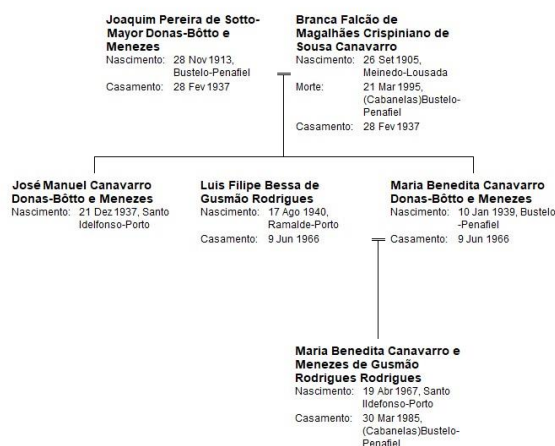 Joaquim Pereira de Sotto-
Mayor Donas-Bôtto e
Menezes
Nascimento: 28 Nov 1913,
Bustelo-Penafiel
Casamento: 28 Fev 1937
Branca Falcão de
Magalhães Crispiniano de
Sousa Canavarro
Nascimento: 26 Set 1905,
Meinedo-Lousada
Morte: 21 Mar 1995,
(Cabanelas)Bustelo-
Penafiel
Casamento: 28 Fev 1937
José Manuel Canavarro
Donas-Bôtto e Menezes
Nascimento: 21 Dez 1937, Santo
Idelfonso-Porto
Luis Filipe Bessa de
Gusmão Rodrigues
Nascimento: 17 Ago 1940,
Ramalde-Porto
Casamento: 9 Jun 1966
Maria Benedita Canavarro
Donas-Bôtto e Menezes
Nascimento: 10 Jan 1939, Bustelo
-Penafiel
Casamento: 9 Jun 1966
Maria Benedita Canavarro e
Menezes de Gusmão
Rodrigues Rodrigues
Nascimento: 19 Abr 1967, Santo
Ildefonso-Porto
Casamento: 30 Mar 1985,
(Cabanelas)Bustelo-
Penafiel